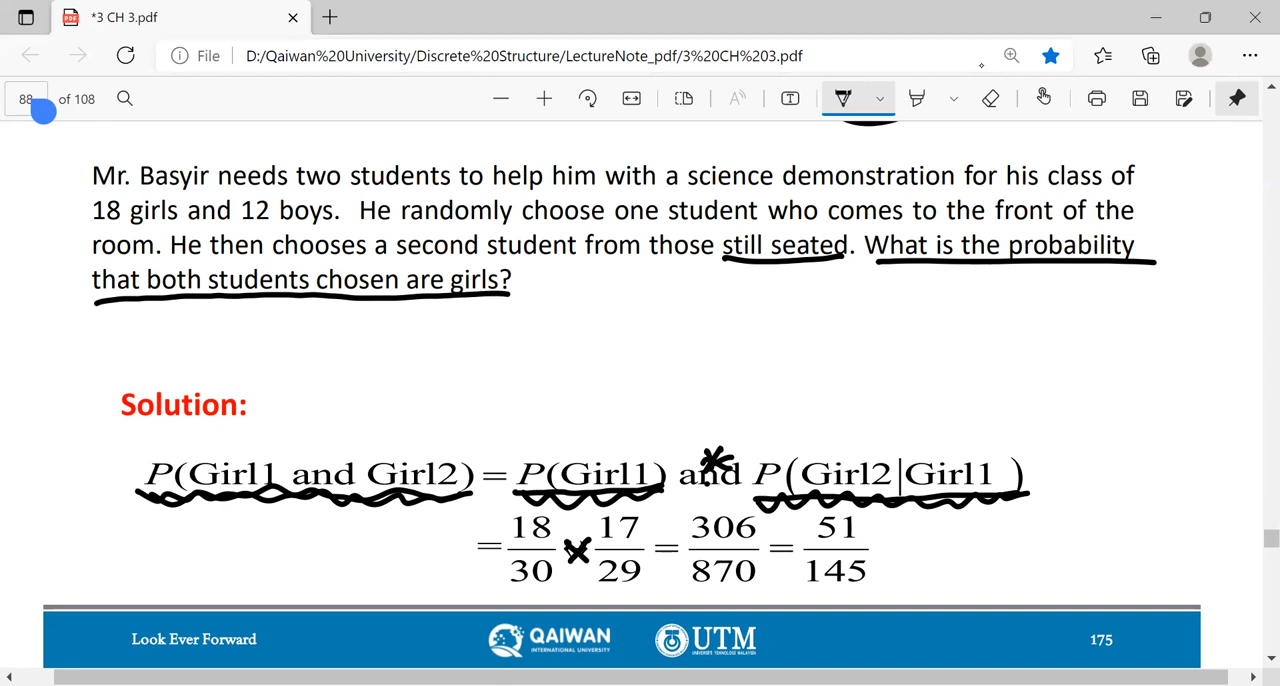 *3 CH 3.pdf
File D:/Qaiwan%20University/Discrete%20Structure/LectureNote_pdf/3%20CH%203.pdf
88 of 108
Mr. Basyir needs two students to help him with a science demonstration for his class of
18 girls and 12 boys. He randomly choose one student who comes to the front of the
room. He then chooses a second student from those still seated. What is the probability
that both students chosen are girls?
Solution:
P(Girl1 and Girl2) = P(Girl1) and P(Girl2|Girl1 )
= 18/30 × 17/29 = 306/870 = 51/145
Look Ever Forward QAIWAN INTERNATIONAL UNIVERSITY UTM UNIVERSITI TEKNOLOGI MALAYSIA 175